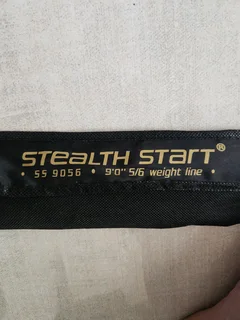 STEALTH START®
• SS 9056 • 9'0" 5/6 weight line •